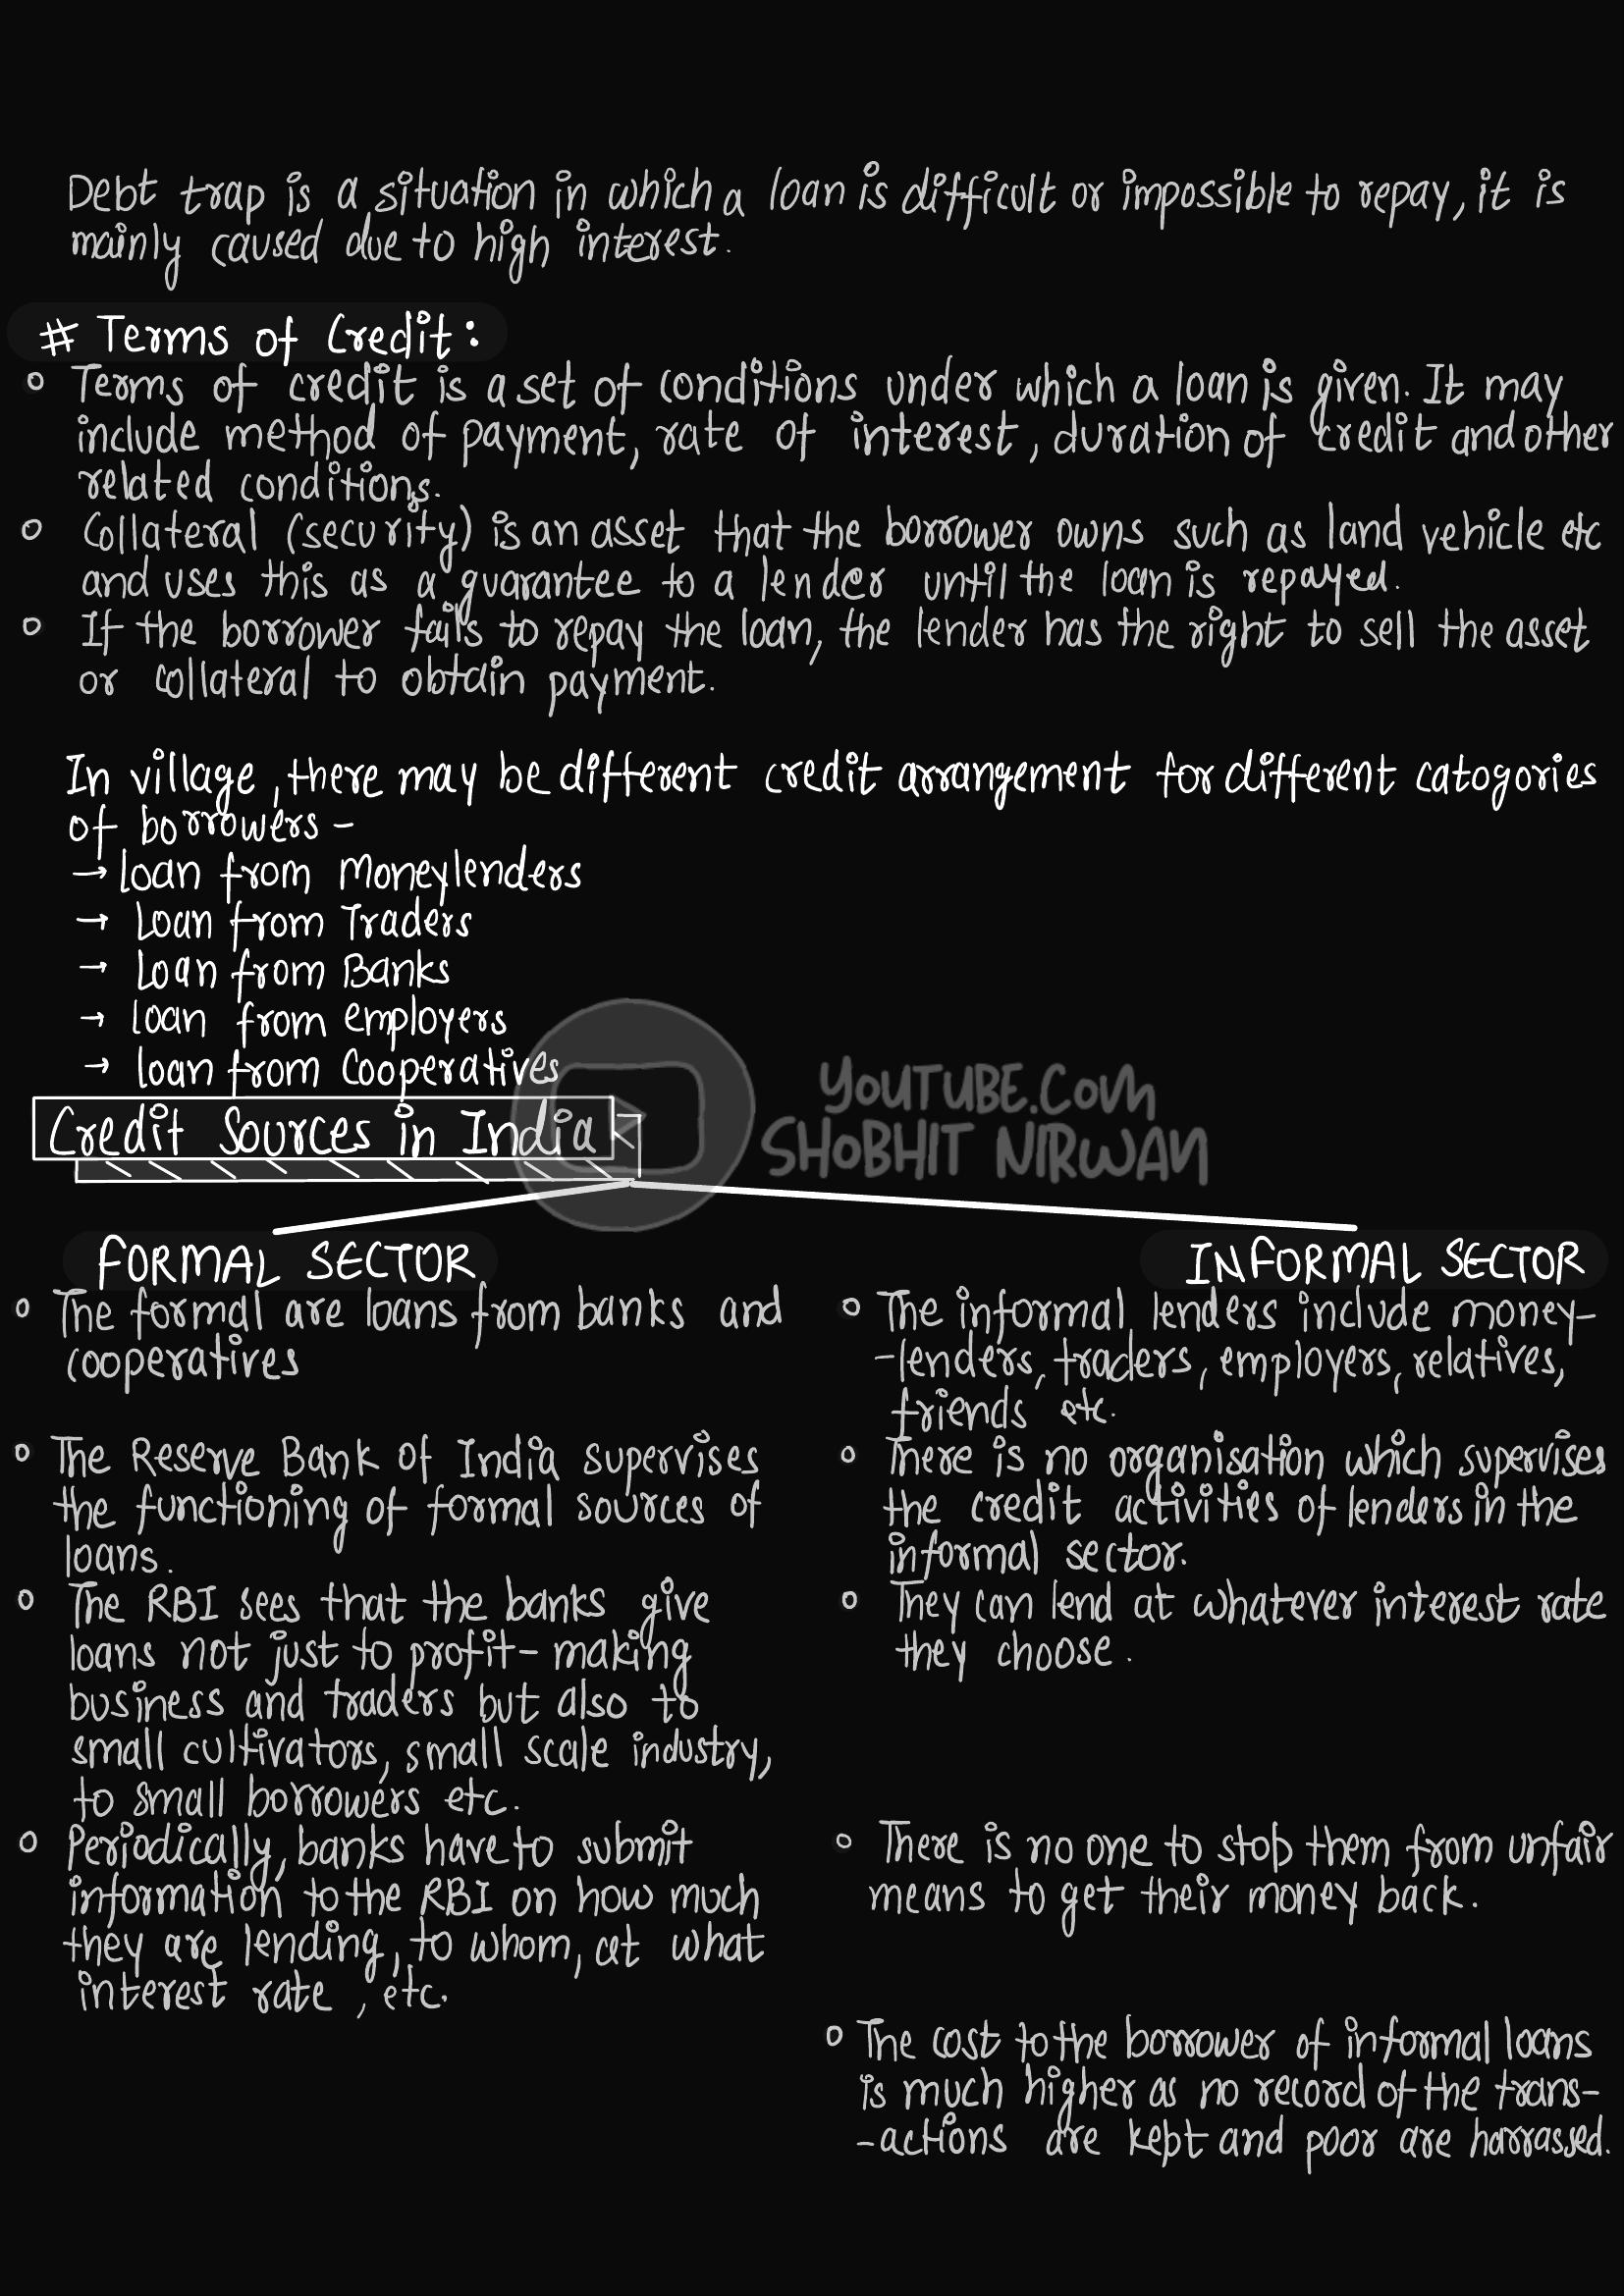 Debt trap is a situation in which a loan is difficult or impossible to repay, it is
mainly caused due to high interest.
# Terms of Credit:
o Terms of credit is a set of conditions under which a loan is given. It may
include method of payment, rate of interest, duration of credit and other
related conditions.
o Collateral (security) is an asset that the borrower owns such as land vehicle etc
and uses this as a guarantee to a lender until the loan is repayed.
o If the borrower fails to repay the loan, the lender has the right to sell the asset
or collateral to obtain payment.
In village, there may be different credit arrangement for different catogories
of borrowers -
→ Loan from Moneylenders
→ Loan from Traders
→ Loan from Banks
→ Loan from employers
→ Loan from Cooperatives
YOUTUBE.COM
SHOBHIT NIRWAN
Credit Sources in India
FORMAL SECTOR
o The formal are loans from banks and
cooperatives
o The Reserve Bank of India supervises
the functioning of formal sources of
loans.
o The RBI sees that the banks give
loans not just to profit-making
business and traders but also to
small cultivators, small scale industry,
to small borrowers etc.
o Periodically, banks have to submit
information to the RBI on how much
they are lending, to whom, at what
interest rate, etc.
INFORMAL SECTOR
o The informal lenders include money-
-lenders, traders, employers, relatives,
friends etc.
o There is no organisation which supervises
the credit activities of lenders in the
informal sector.
o They can lend at whatever interest rate
they choose.
o There is no one to stop them from unfair
means to get their money back.
o The cost to the borrower of informal loans
is much higher as no record of the trans-
-actions are kept and poor are harrassed.